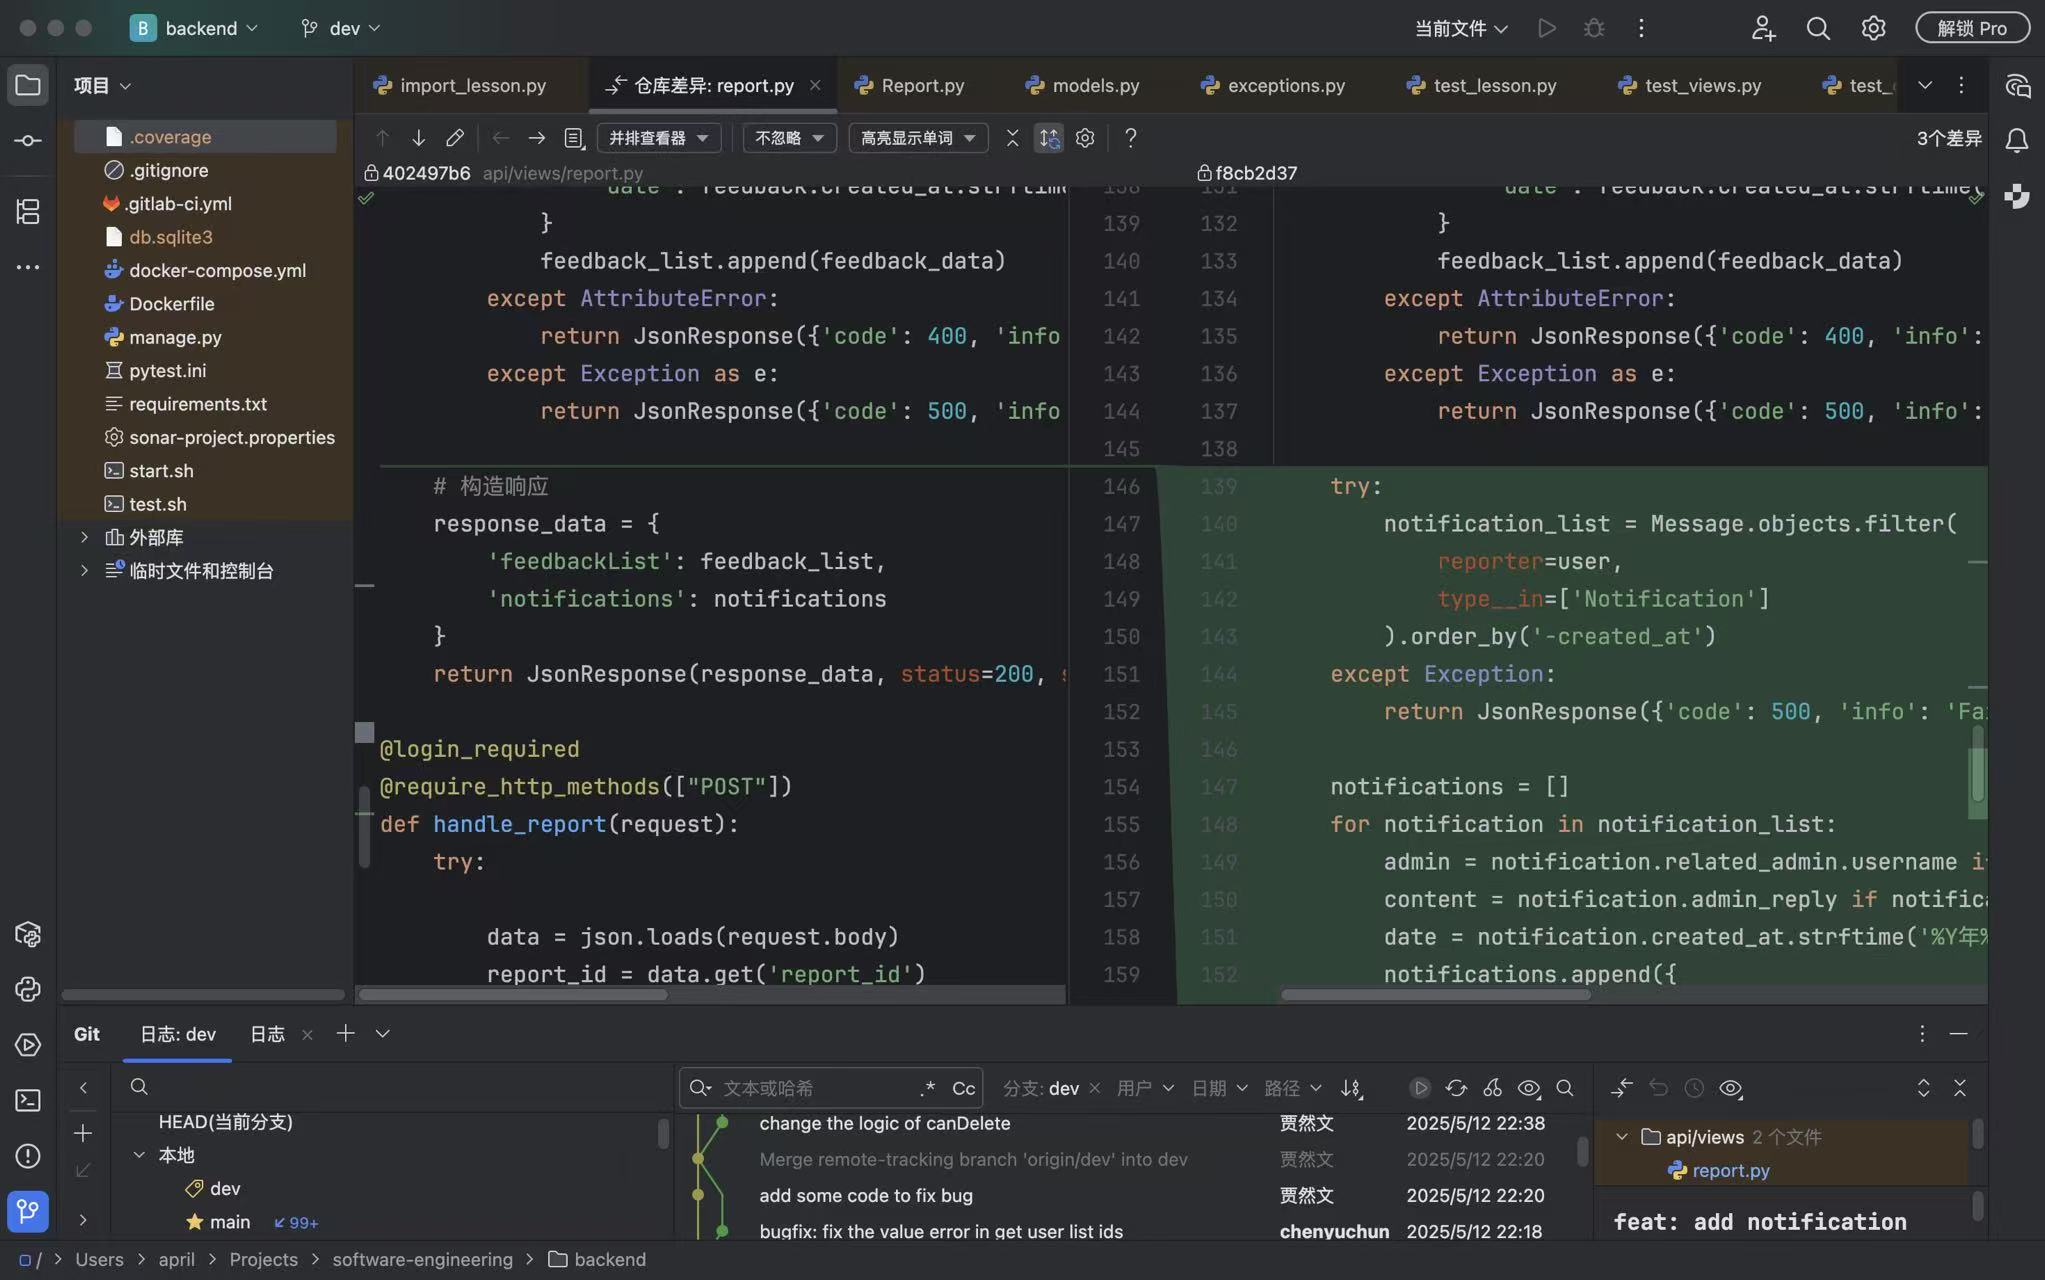 B backend dev 当前文件 解锁 Pro
项目 import_lesson.py 仓库差异: report.py Report.py models.py exceptions.py test_lesson.py test_views.py
并排查看器 不忽略 高亮显示单词 ? 3个差异
402497b6 api/views/report.py f8cb2d37
.coverage
.gitignore
.gitlab-ci.yml
db.sqlite3
docker-compose.yml
Dockerfile
manage.py
pytest.ini
requirements.txt
sonar-project.properties
start.sh
test.sh
外部库
临时文件和控制台
}
feedback_list.append(feedback_data)
except AttributeError:
return JsonResponse({'code': 400, 'info
except Exception as e:
return JsonResponse({'code': 500, 'info
# 构造响应
response_data = {
'feedbackList': feedback_list,
'notifications': notifications
}
return JsonResponse(response_data, status=200,
@login_required
@require_http_methods(["POST"])
def handle_report(request):
try:
data = json.loads(request.body)
report_id = data.get('report_id')
139 132
140 133
141 134
142 135
143 136
144 137
145 138
146 139
147 140
148 141
149 142
150 143
151 144
152 145
153 146
154 147
155 148
156 149
157 150
158 151
159 152
}
feedback_list.append(feedback_data)
except AttributeError:
return JsonResponse({'code': 400, 'info':
except Exception as e:
return JsonResponse({'code': 500, 'info':
try:
notification_list = Message.objects.filter(
reporter=user,
type__in=['Notification']
).order_by('-created_at')
except Exception:
return JsonResponse({'code': 500, 'info': 'Fa
notifications = []
for notification in notification_list:
admin = notification.related_admin.username
content = notification.admin_reply if notific
date = notification.created_at.strftime('%Y年%
notifications.append({
Git 日志: dev 日志
文本或哈希 .* Cc 分支: dev 用户 日期 路径
HEAD(当前分支)
本地
dev
main 99+
change the logic of canDelete 贾然文 2025/5/12 22:38
Merge remote-tracking branch 'origin/dev' into dev 贾然文 2025/5/12 22:20
add some code to fix bug 贾然文 2025/5/12 22:20
bugfix: fix the value error in get user list ids chenyuchun 2025/5/12 22:18
api/views 2 个文件
report.py
feat: add notification
/ > Users > april > Projects > software-engineering > backend